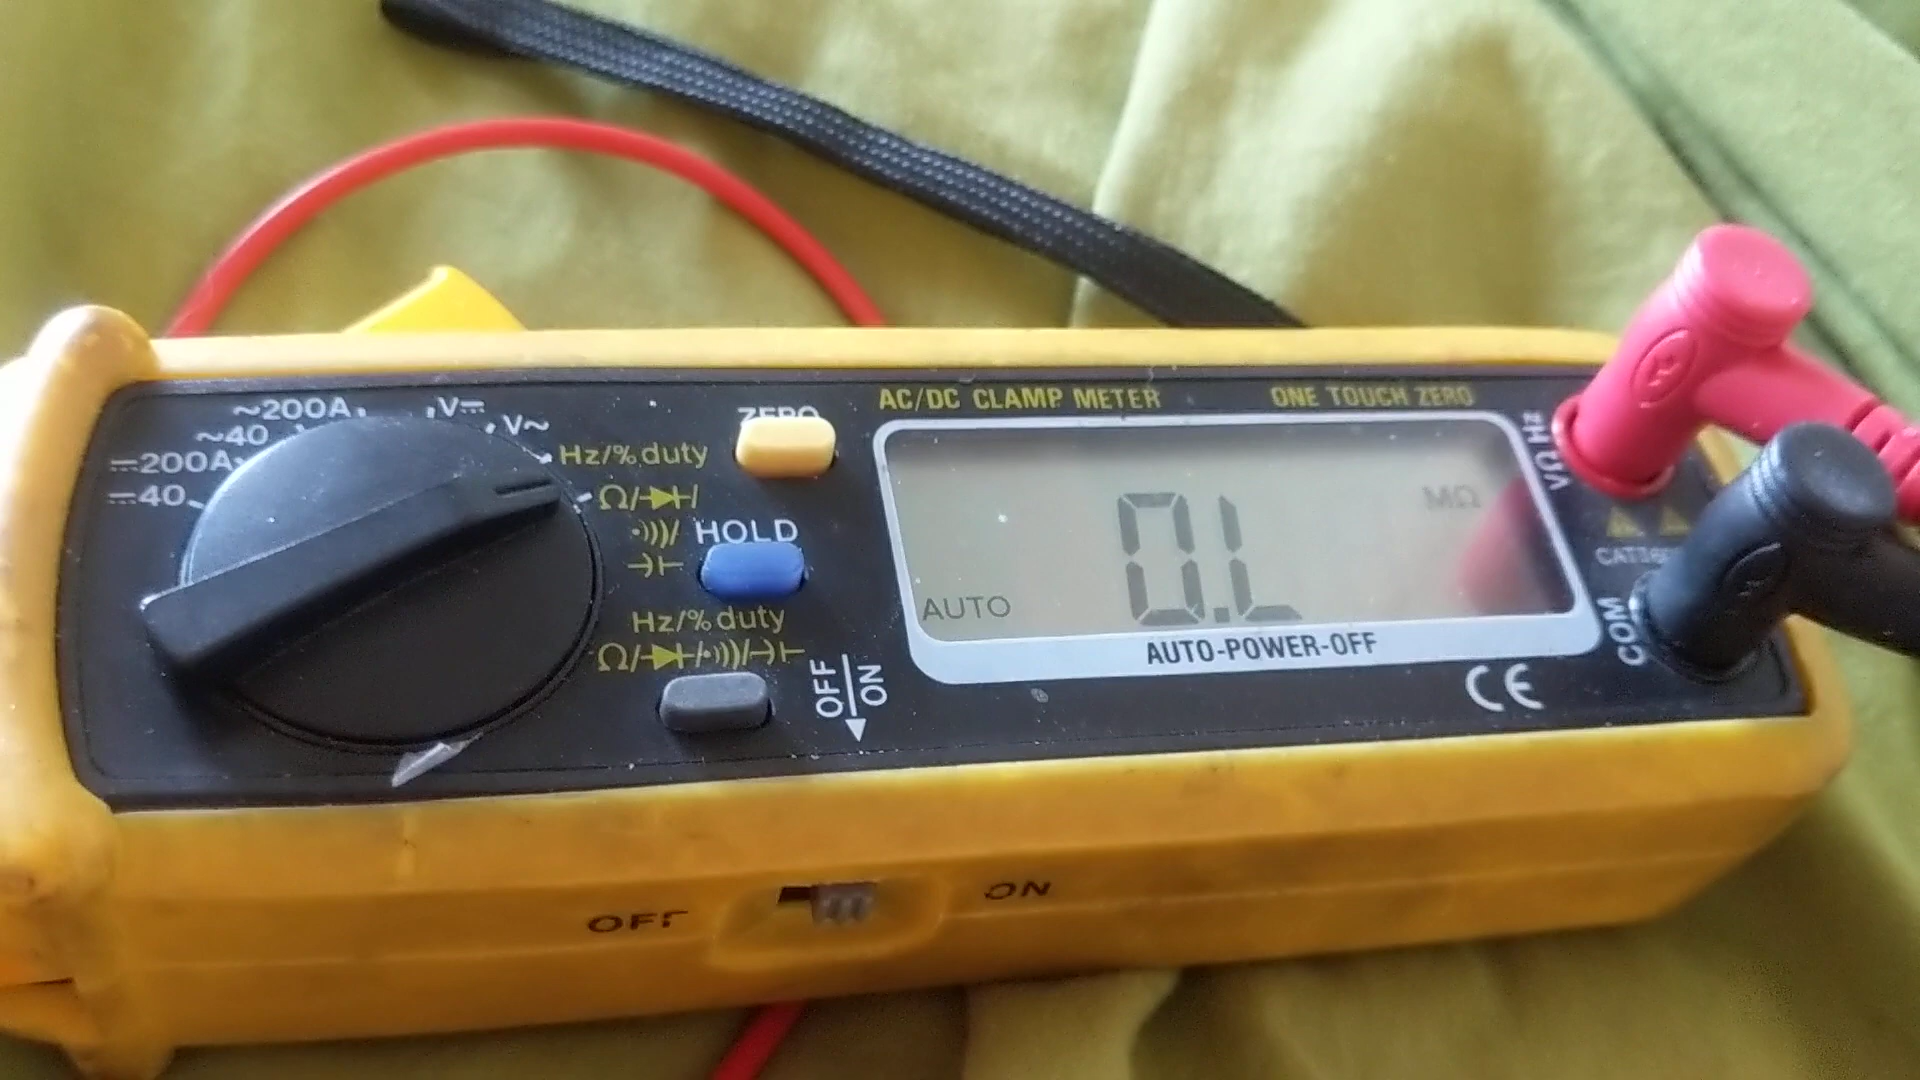 AC/DC CLAMP METER
ONE TOUCH ZERO
~200A
~40
⎓200A
⎓40
V⎓
V~
Hz/% duty
Ω/
ZERO
HOLD
Hz/% duty
Ω/
OFF
ON
AUTO
0.L
MΩ
AUTO-POWER-OFF
CE
VΩHz
COM
OFF
ON